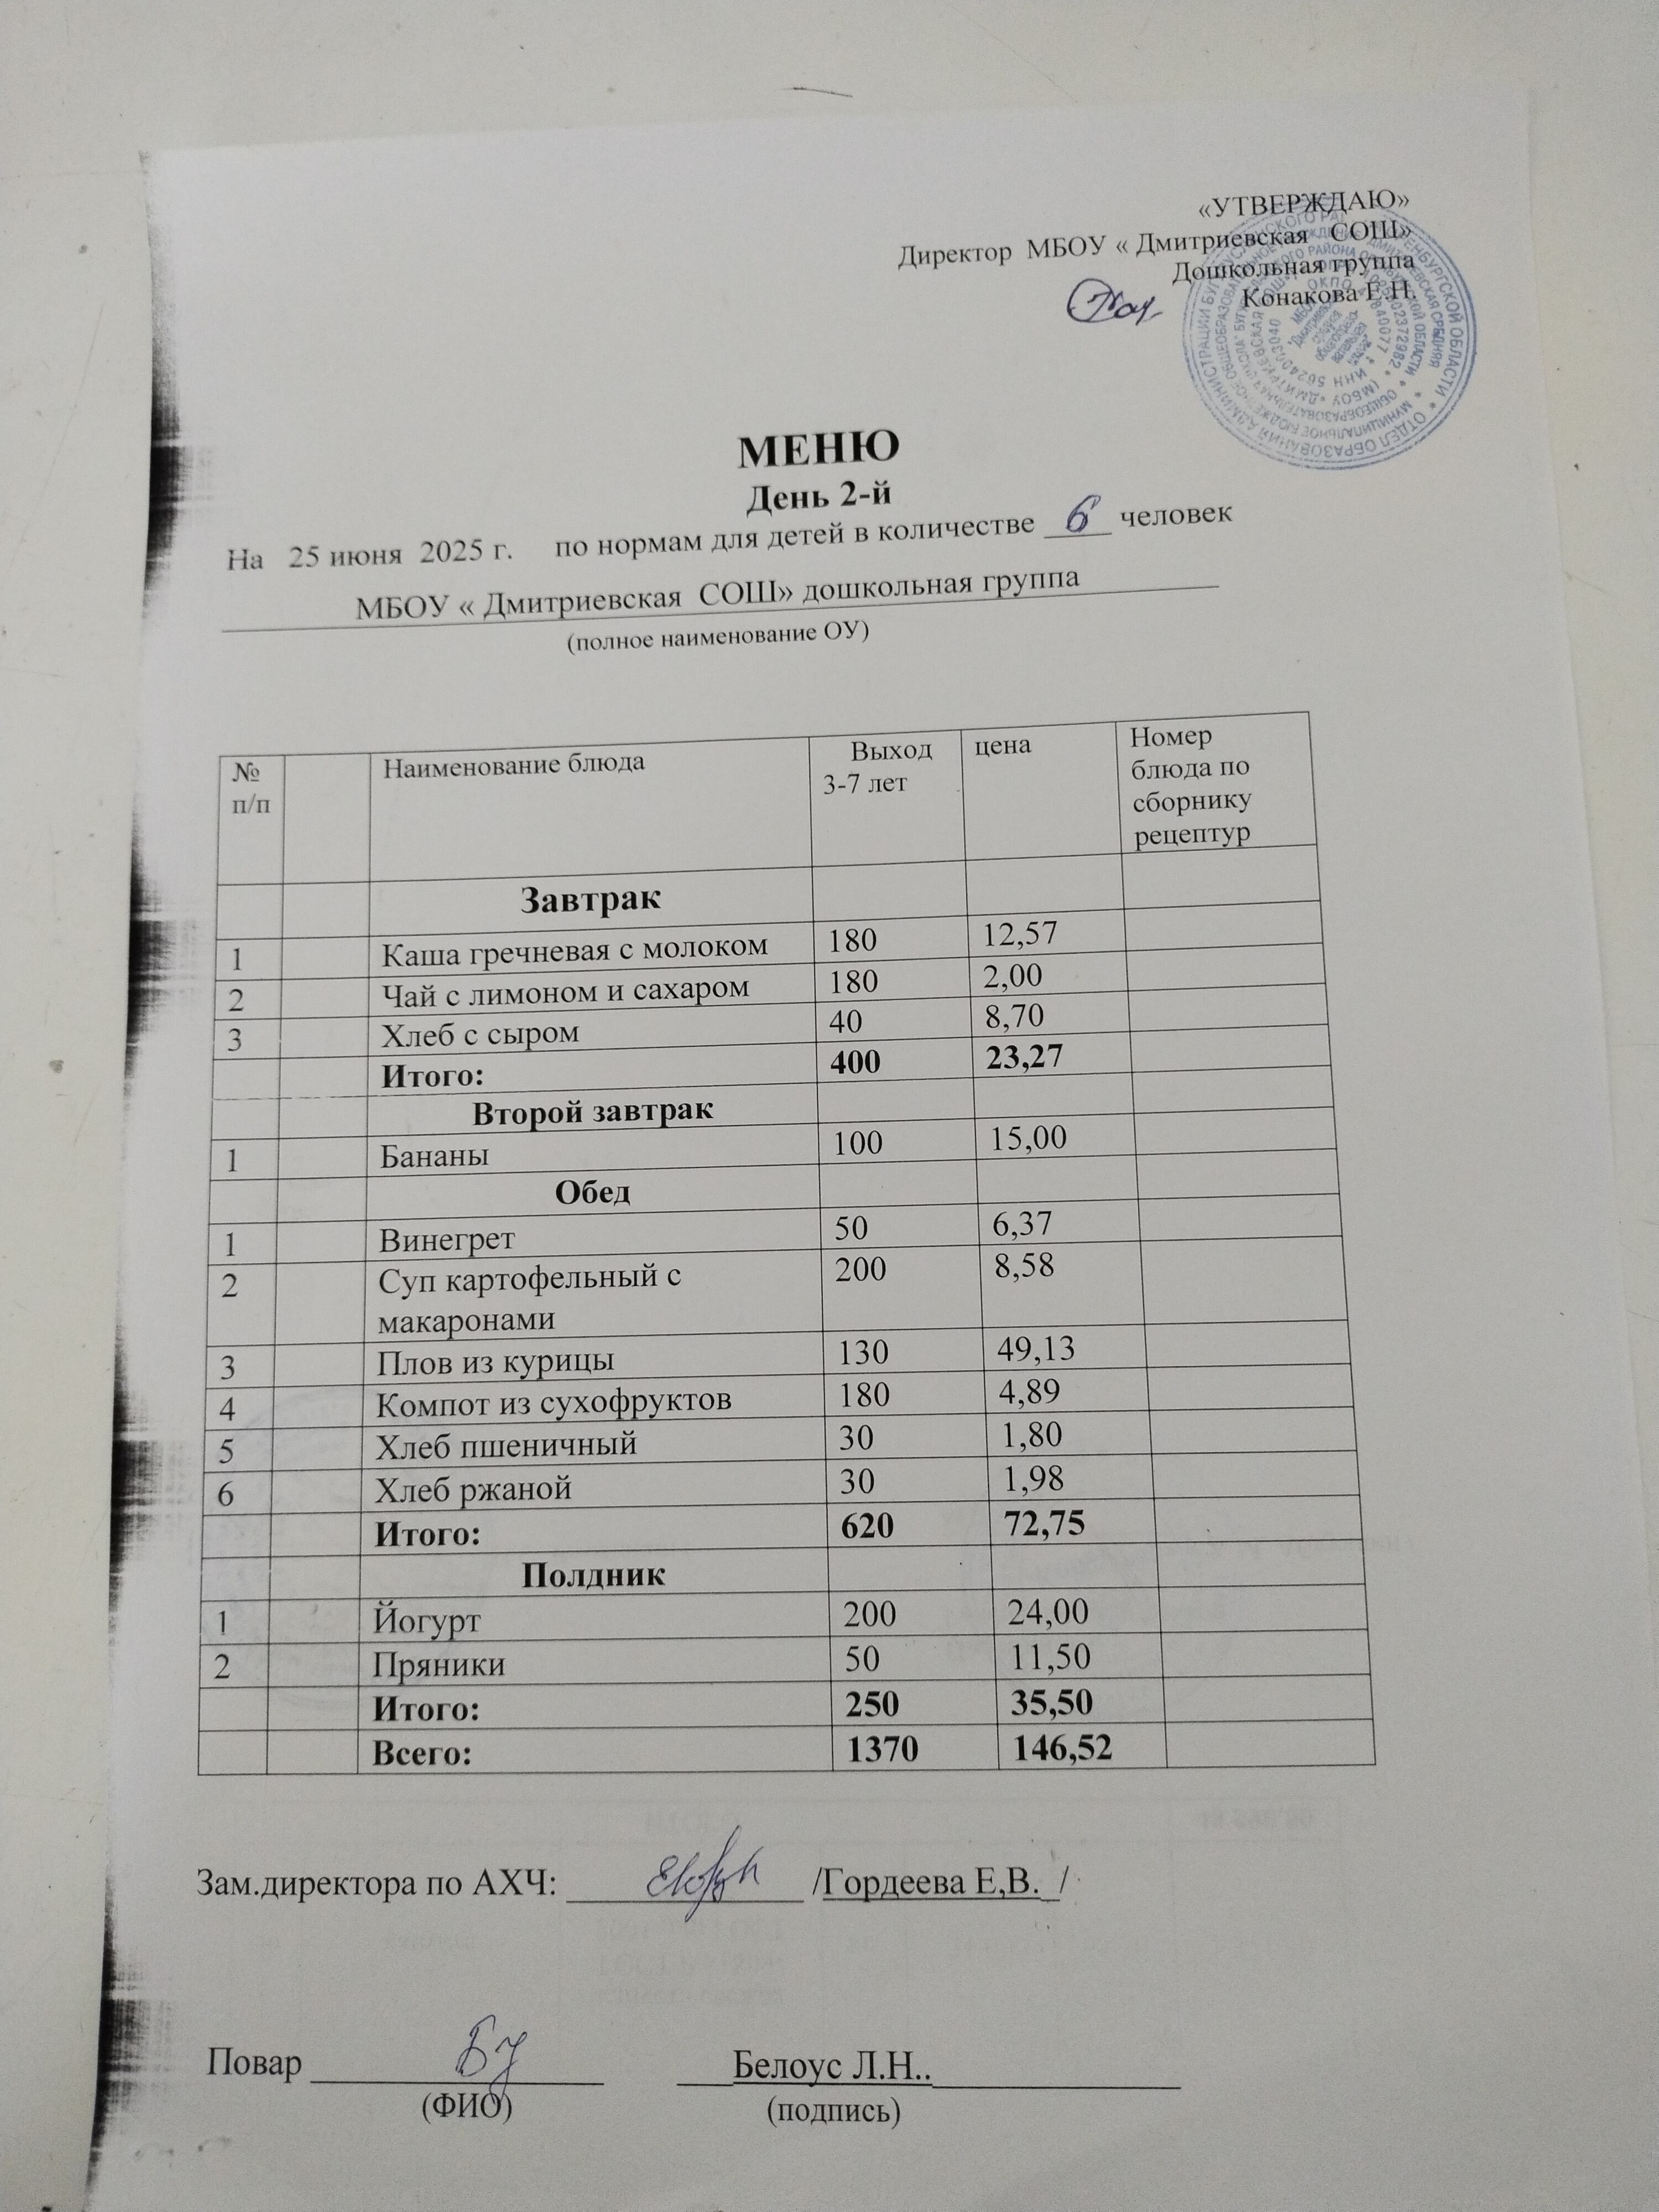 «УТВЕРЖДАЮ»
Директор МБОУ « Дмитриевская СОШ»
Дошкольная группа
Конакова Е.Н.
МЕНЮ
День 2-й
На 25 июня 2025 г. по нормам для детей в количестве 6 человек
МБОУ « Дмитриевская СОШ» дошкольная группа
(полное наименование ОУ)
№ п/п Наименование блюда Выход 3-7 лет цена Номер блюда по сборнику рецептур
Завтрак
1 Каша гречневая с молоком 180 12,57
2 Чай с лимоном и сахаром 180 2,00
3 Хлеб с сыром 40 8,70
Итого: 400 23,27
Второй завтрак
1 Бананы 100 15,00
Обед
1 Винегрет 50 6,37
2 Суп картофельный с макаронами 200 8,58
3 Плов из курицы 130 49,13
4 Компот из сухофруктов 180 4,89
5 Хлеб пшеничный 30 1,80
6 Хлеб ржаной 30 1,98
Итого: 620 72,75
Полдник
1 Йогурт 200 24,00
2 Пряники 50 11,50
Итого: 250 35,50
Всего: 1370 146,52
Зам.директора по АХЧ: /Гордеева Е,В. /
Повар Белоус Л.Н..
(ФИО) (подпись)